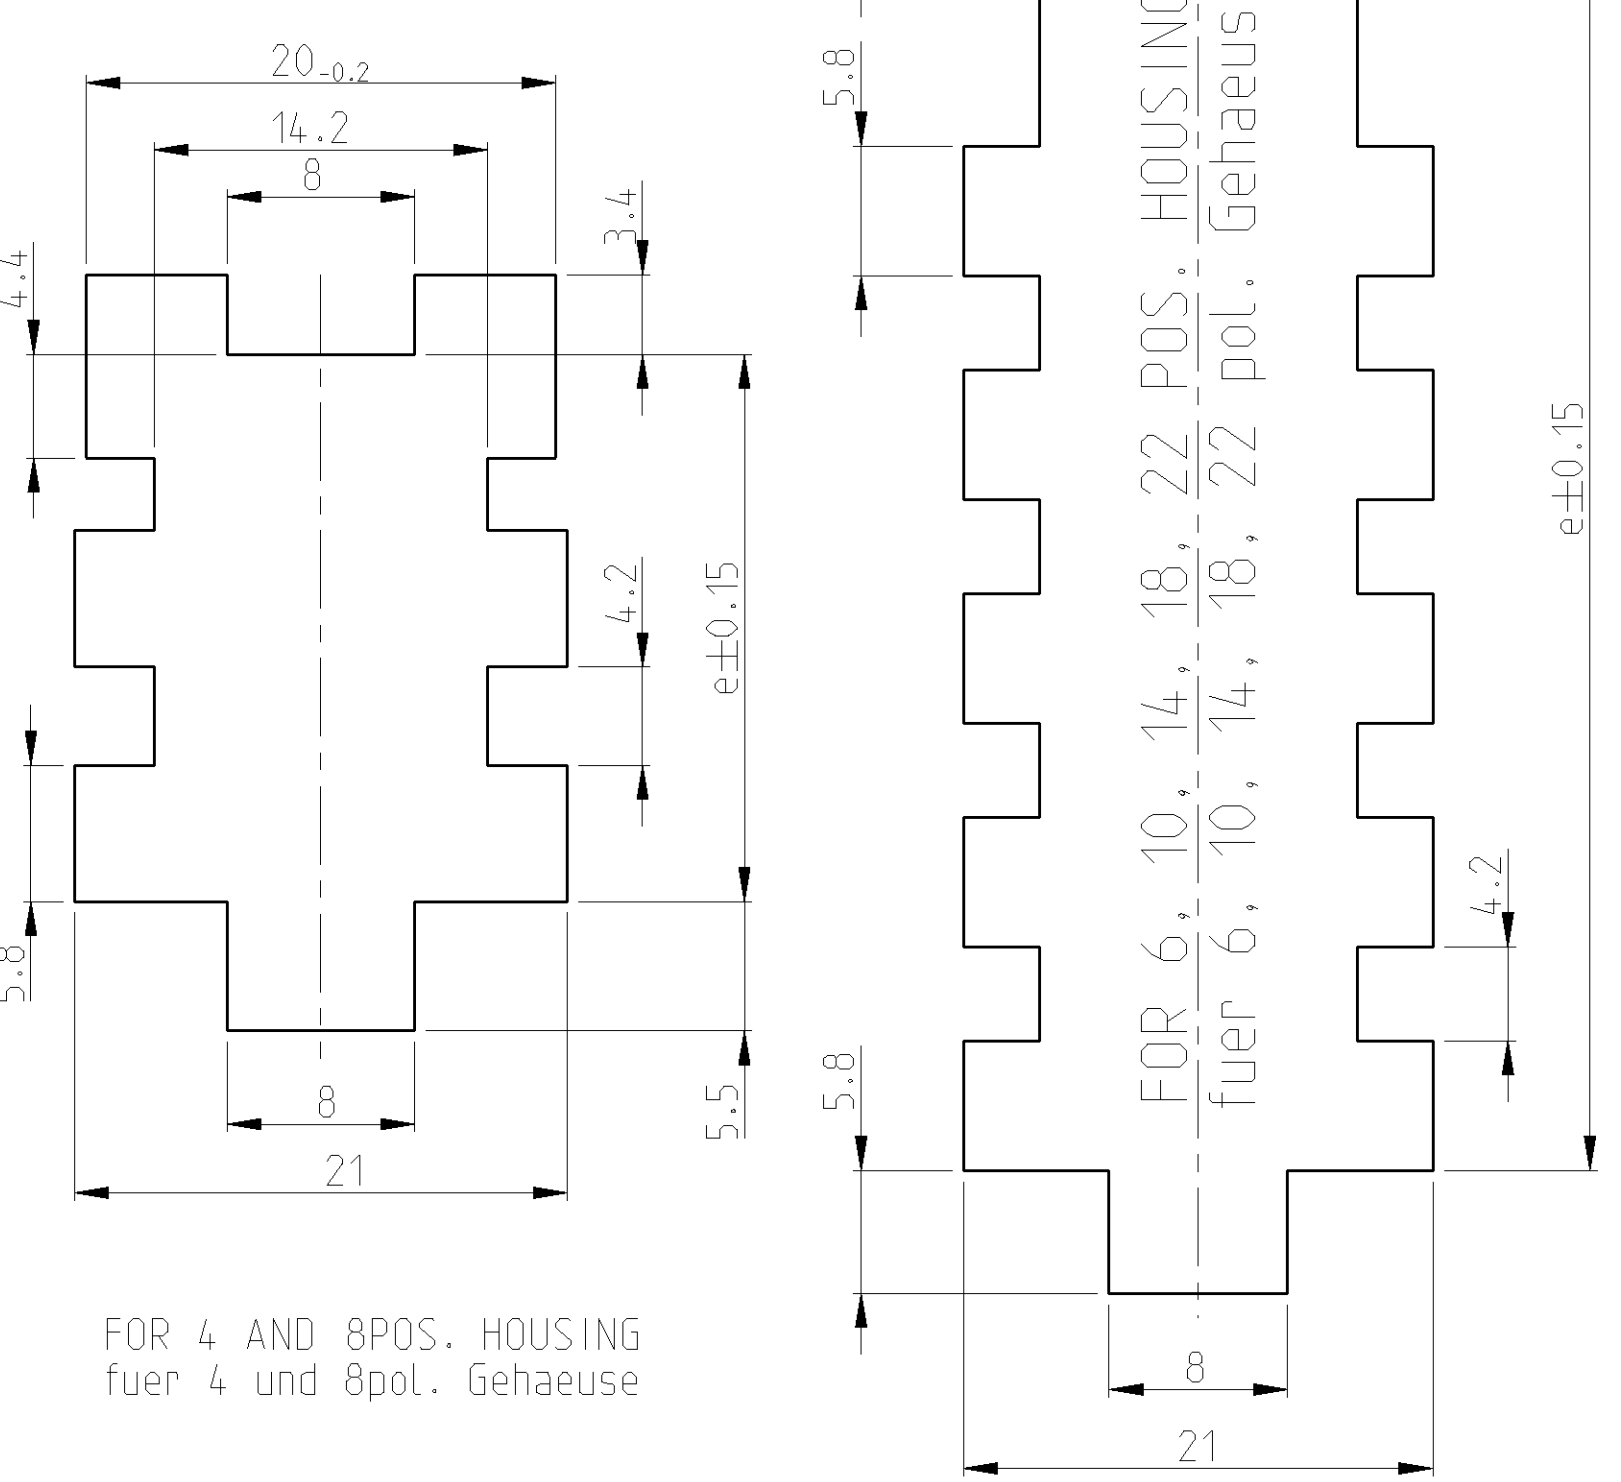 20-0.2
14.2
8
3.4
4.4
4.2
e±0.15
5.8
5.5
8
21
FOR 4 AND 8POS. HOUSING
fuer 4 und 8pol. Gehaeuse
5.8
FOR 6, 10, 14, 18, 22 POS. HOUSING
fuer 6, 10, 14, 18, 22 pol. Gehaeus
e±0.15
4.2
5.8
8
21